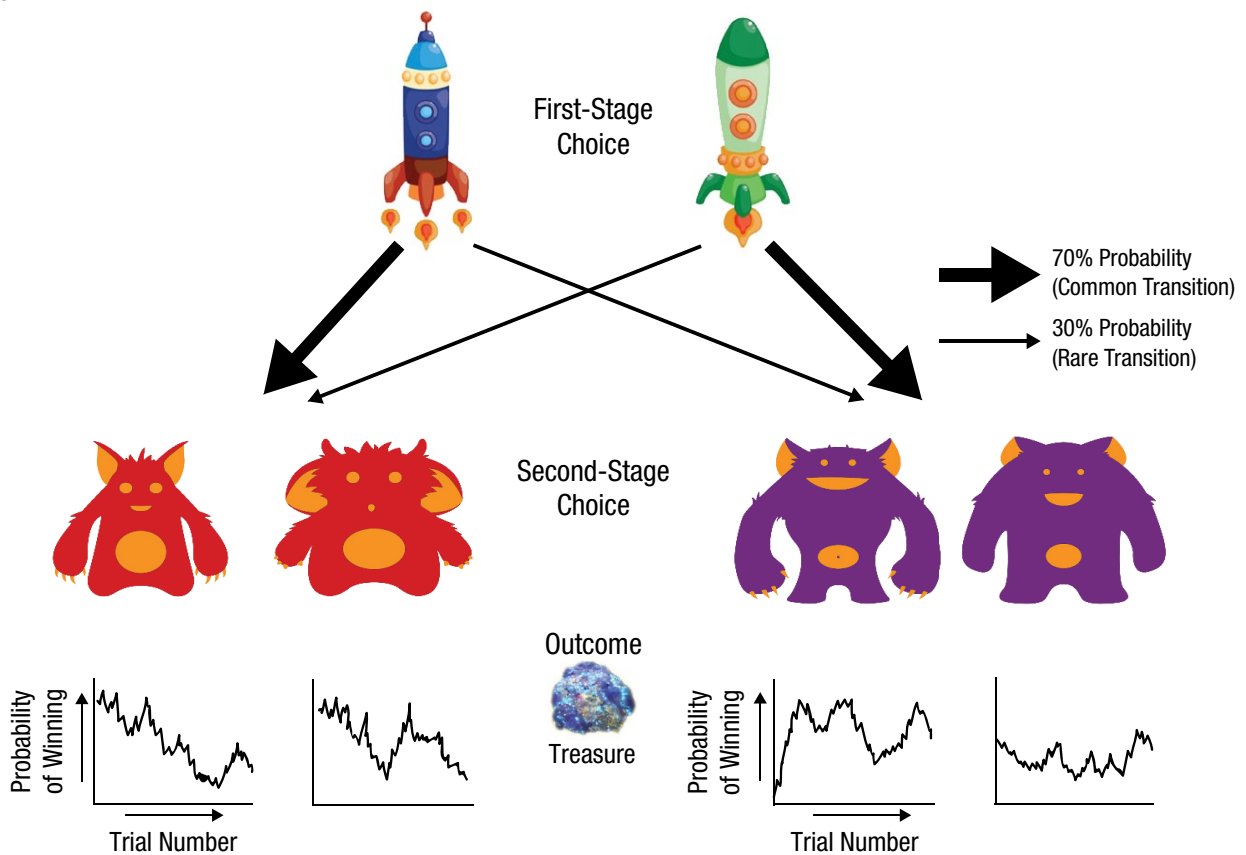 First-Stage
Choice
70% Probability
(Common Transition)
30% Probability
(Rare Transition)
Second-Stage
Choice
Outcome
Treasure
Probability
of Winning
Trial Number
Probability
of Winning
Trial Number